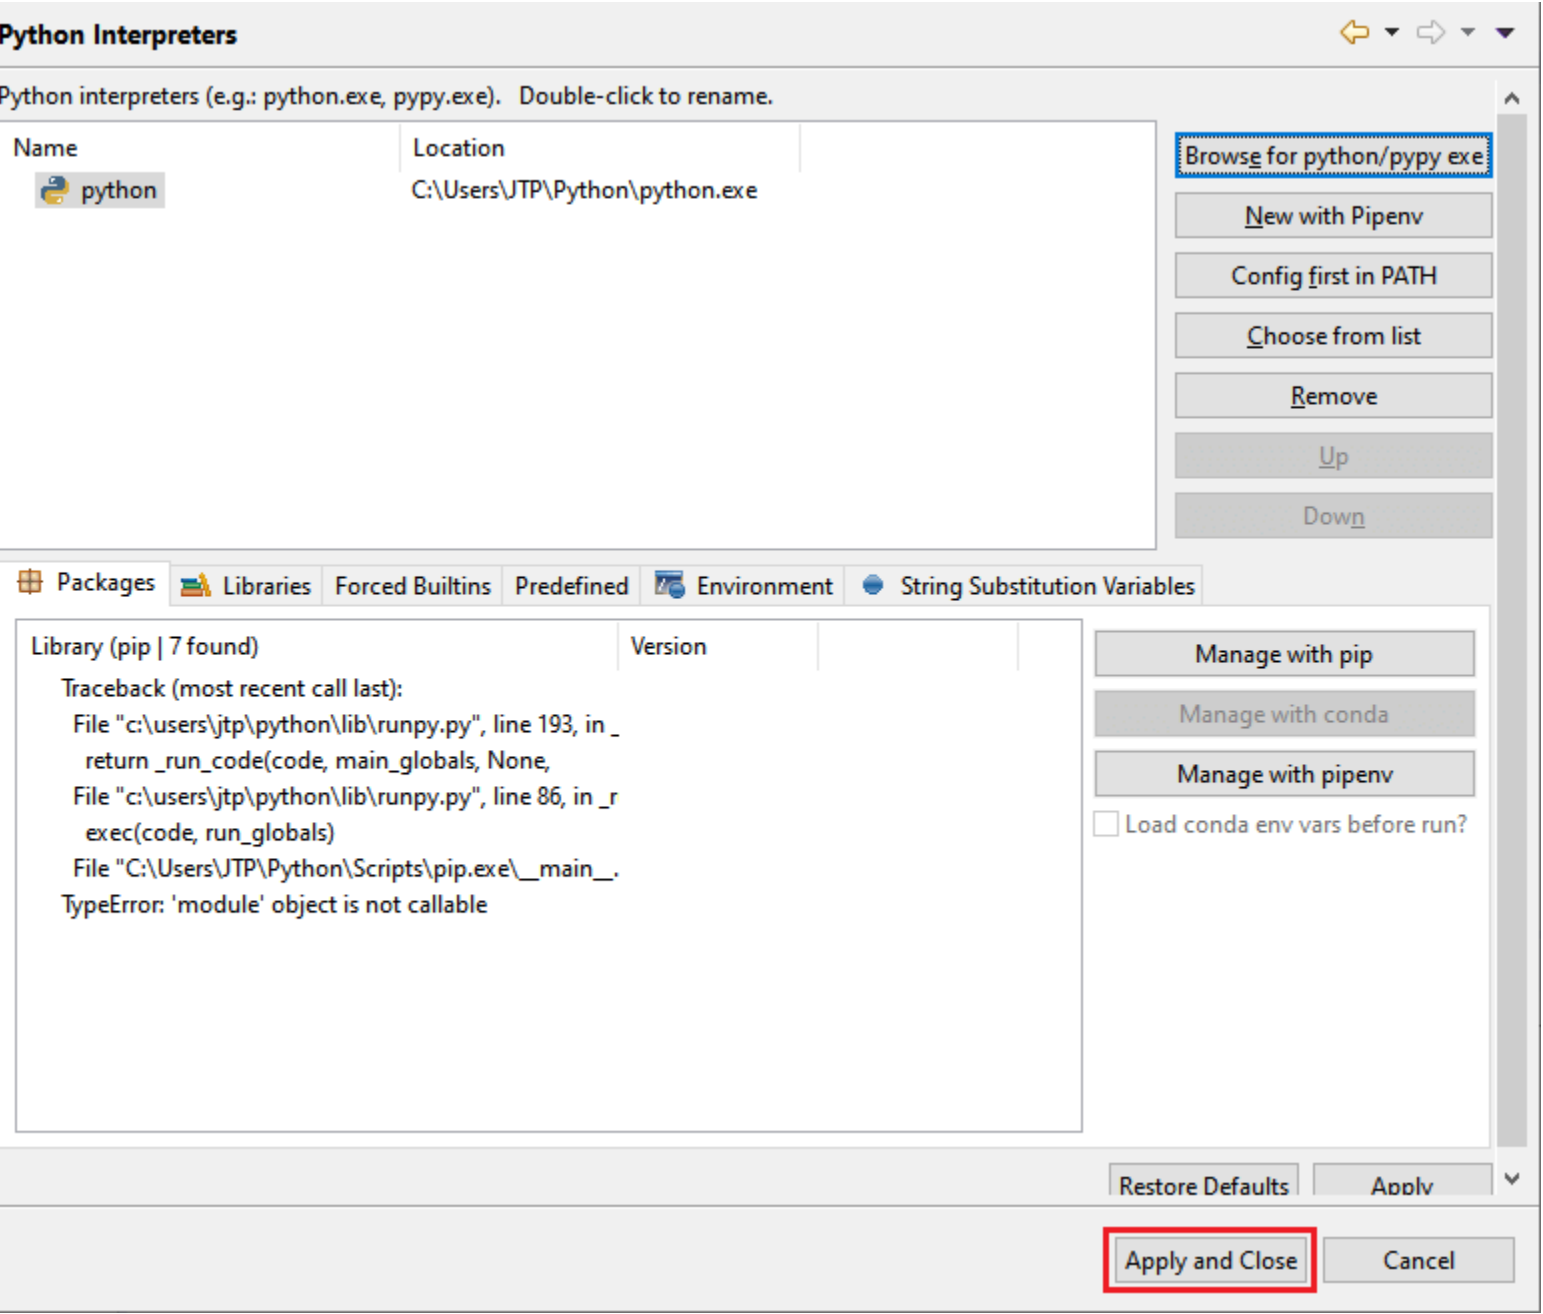 Python Interpreters
Python interpreters (e.g.: python.exe, pypy.exe).   Double-click to rename.
Name Location
python C:\Users\JTP\Python\python.exe
Browse for python/pypy exe
New with Pipenv
Config first in PATH
Choose from list
Remove
Up
Down
Packages Libraries Forced Builtins Predefined Environment String Substitution Variables
Library (pip | 7 found) Version
Traceback (most recent call last):
File "c:\users\jtp\python\lib\runpy.py", line 193, in _
return _run_code(code, main_globals, None,
File "c:\users\jtp\python\lib\runpy.py", line 86, in _r
exec(code, run_globals)
File "C:\Users\JTP\Python\Scripts\pip.exe\__main__.
TypeError: 'module' object is not callable
Manage with pip
Manage with conda
Manage with pipenv
Load conda env vars before run?
Restore Defaults Apply
Apply and Close Cancel